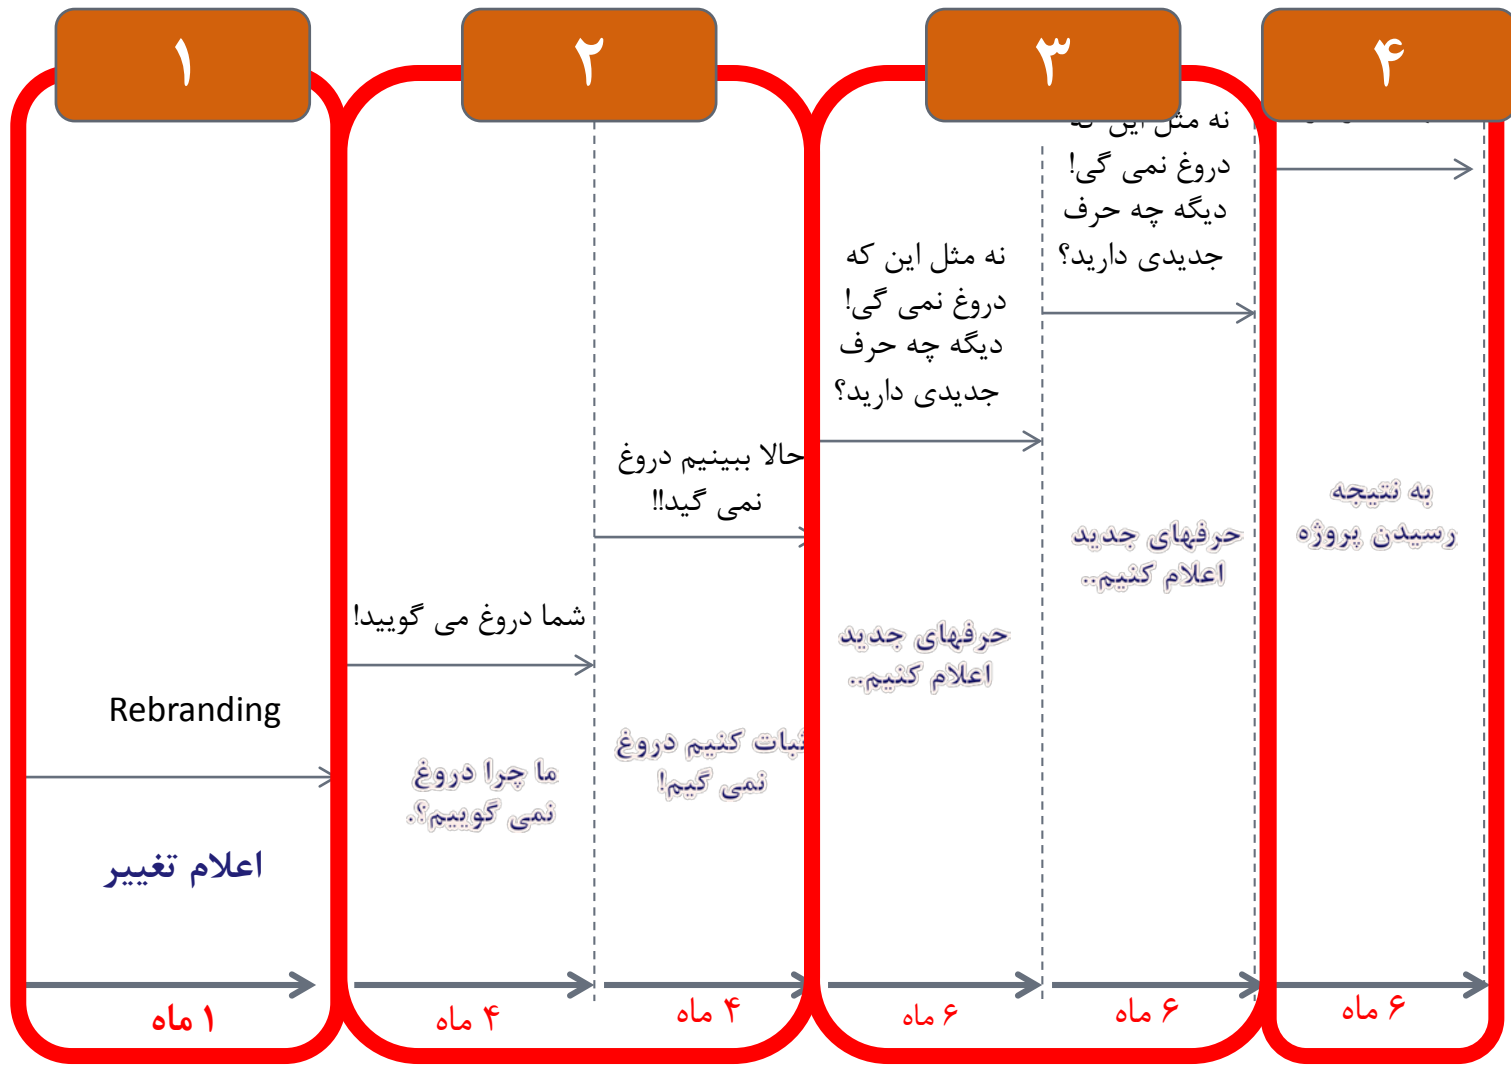 ۱
۲
۳
۴
Rebranding
اعلام تغییر
۱ ماه
شما دروغ می گویید!
ما چرا دروغ
نمی گوییم؟.
۴ ماه
حالا ببینیم دروغ
نمی گید!!
کنیم دروغ
نمی گیم!
۴ ماه
نه مثل این که
دروغ نمی گی!
دیگه چه حرف
جدیدی دارید؟
حرفهای جدید
اعلام کنیم..
۶ ماه
نه مثل این که
دروغ نمی گی!
دیگه چه حرف
جدیدی دارید؟
حرفهای جدید
اعلام کنیم..
۶ ماه
به نتیجه
رسیدن پروژه
۶ ماه